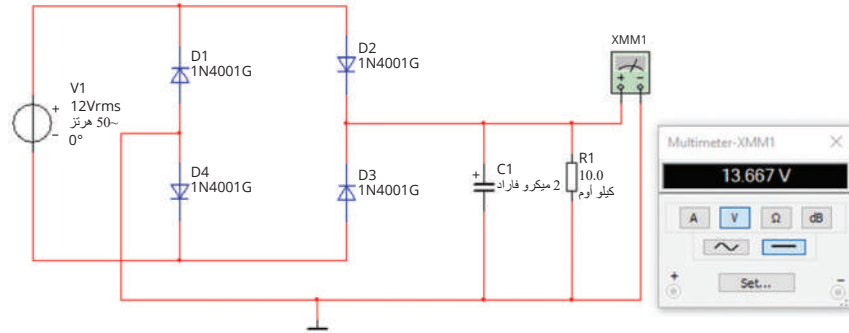 V1
12Vrms
~50 هرتز
0°
D1
1N4001G
D2
1N4001G
D4
1N4001G
D3
1N4001G
C1
2 ميكرو فاراد
R1
10.0
كيلو أوم
XMM1
Multimeter-XMM1
13.667 V
A V Ω dB
Set...